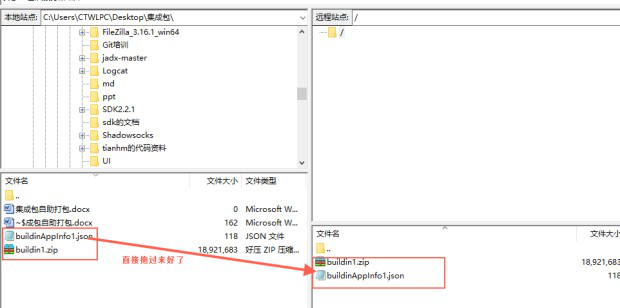 本地站点: C:\Users\CTWLPC\Desktop\集成包\
FileZilla_3.16.1_win64
Git培训
jadx-master
Logcat
md
ppt
SDK2.2.1
sdk的文档
Shadowsocks
tianhm的代码资料
UI
文件名 文件大小 文件类型
..
集成包自助打包.docx 0 Microsoft W...
~$成包自助打包.docx 162 Microsoft W...
buildinAppInfo1.json 118 JSON 文件
buildin1.zip 18,921,683 好压 ZIP 压缩...
直接拖过来好了
远程站点: /
/
文件名 文件大小
..
buildin1.zip 18,921,683
buildinAppInfo1.json 118